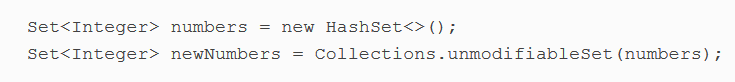 Set<Integer> numbers = new HashSet<>();
Set<Integer> newNumbers = Collections.unmodifiableSet(numbers);